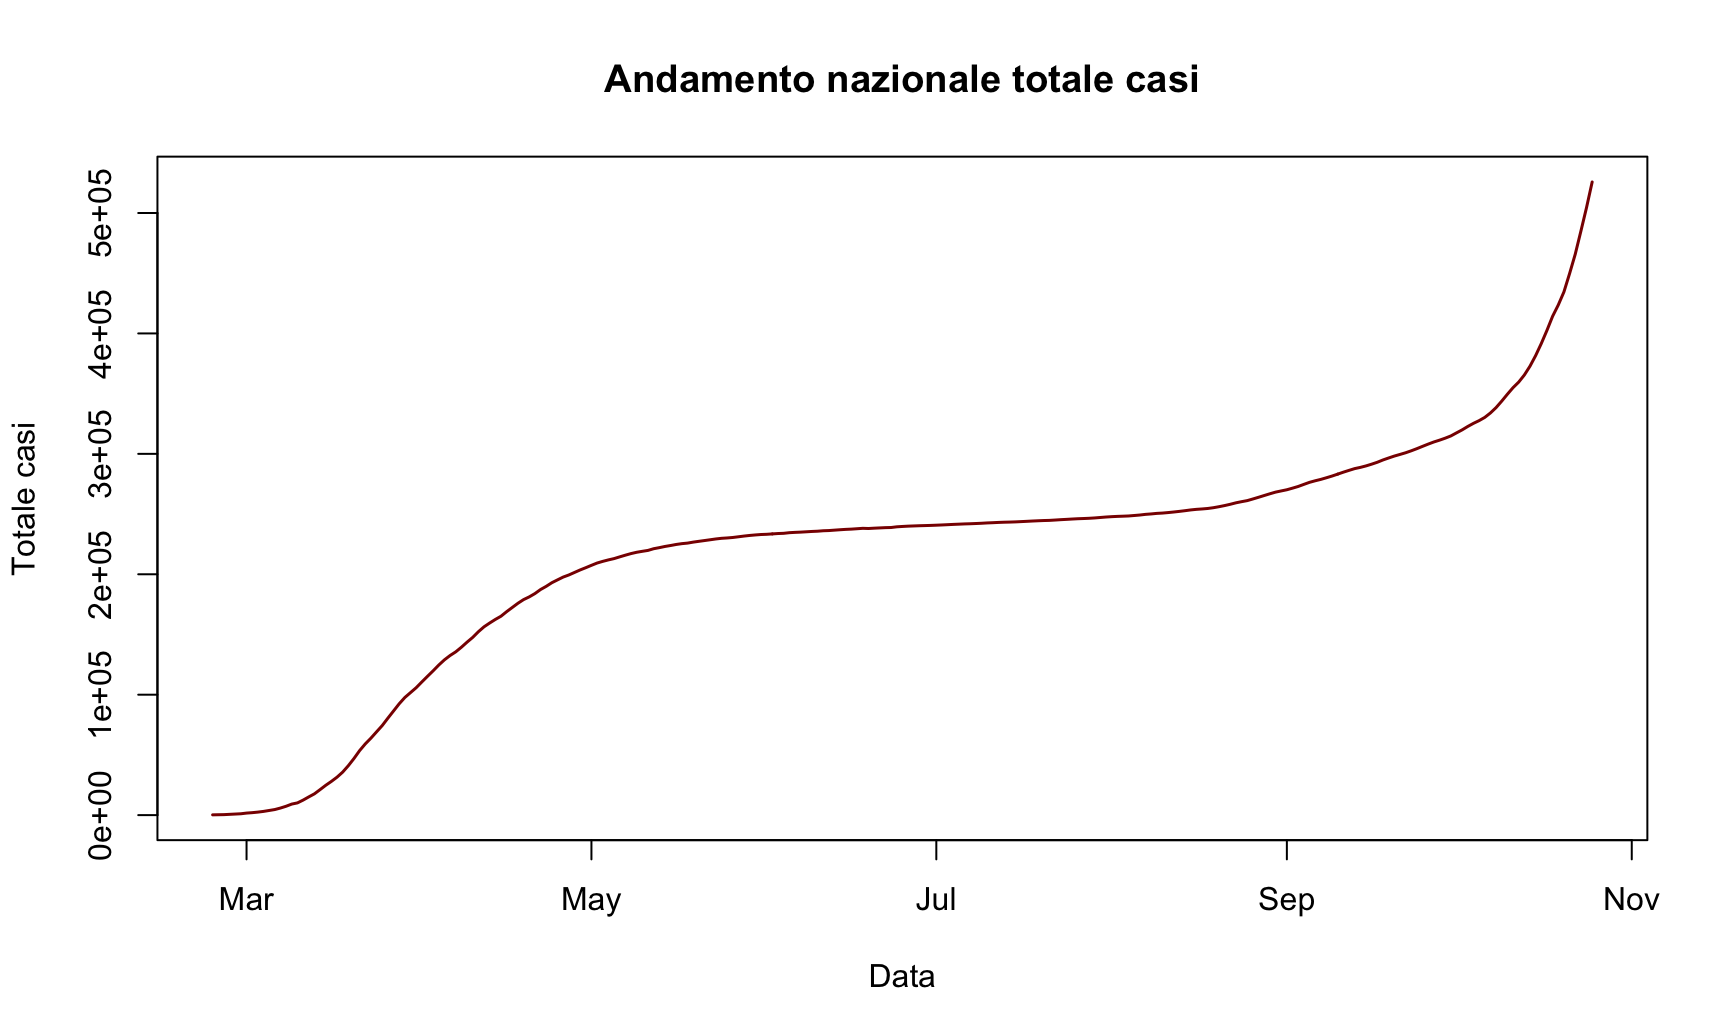 Andamento nazionale totale casi
Totale casi
5e+05
4e+05
3e+05
2e+05
1e+05
0e+00
Mar May Jul Sep Nov
Data